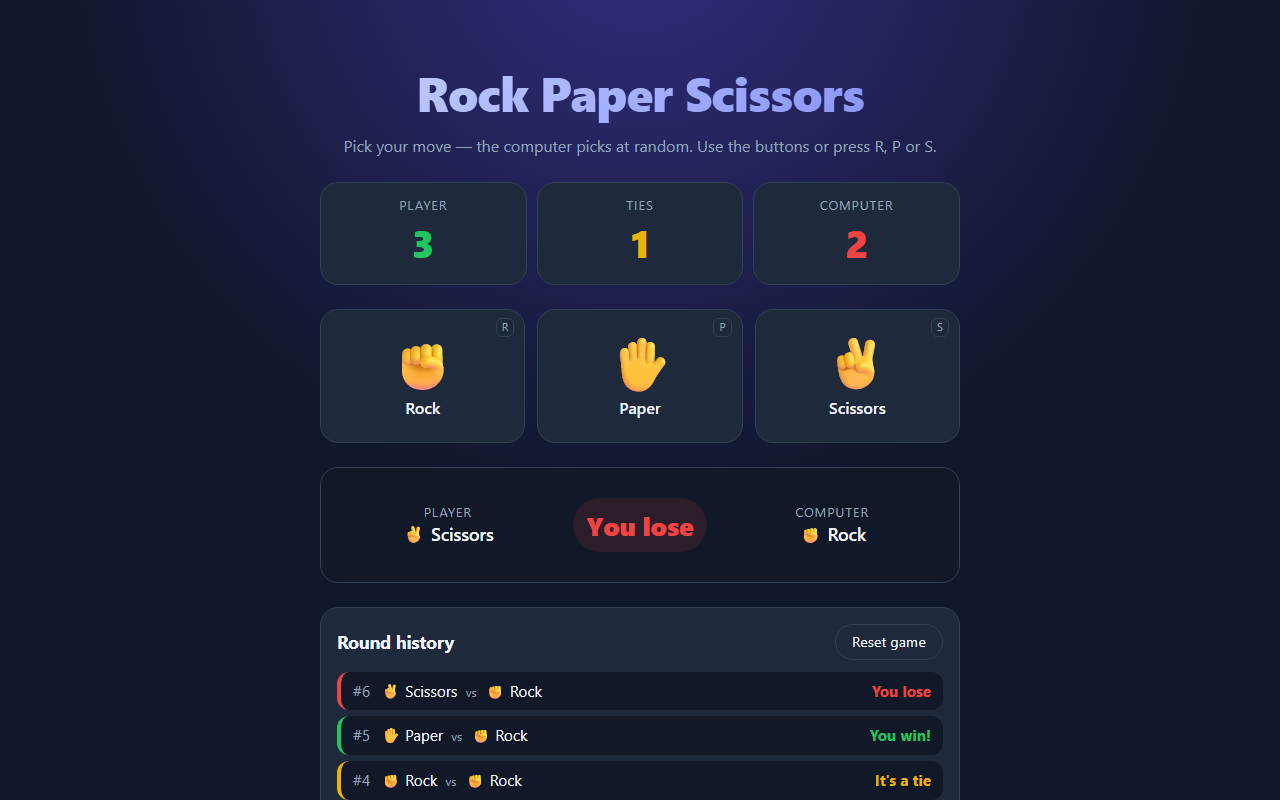 Rock Paper Scissors
Pick your move — the computer picks at random. Use the buttons or press R, P or S.
PLAYER
3
TIES
1
COMPUTER
2
R
Rock
P
Paper
S
Scissors
PLAYER
Scissors
You lose
COMPUTER
Rock
Round history
Reset game
#6 Scissors vs Rock You lose
#5 Paper vs Rock You win!
#4 Rock vs Rock It's a tie